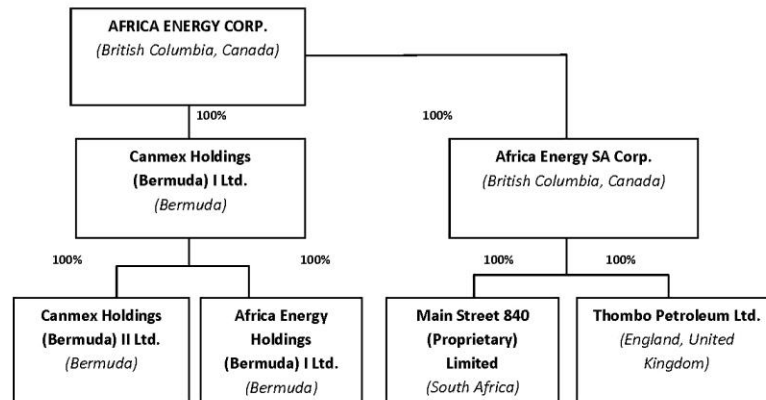 AFRICA ENERGY CORP.
(British Columbia, Canada)
100%
100%
Canmex Holdings
(Bermuda) I Ltd.
(Bermuda)
Africa Energy SA Corp.
(British Columbia, Canada)
100%
100%
100%
100%
Canmex Holdings
(Bermuda) II Ltd.
(Bermuda)
Africa Energy
Holdings
(Bermuda) I Ltd.
(Bermuda)
Main Street 840
(Proprietary)
Limited
(South Africa)
Thombo Petroleum Ltd.
(England, United
Kingdom)